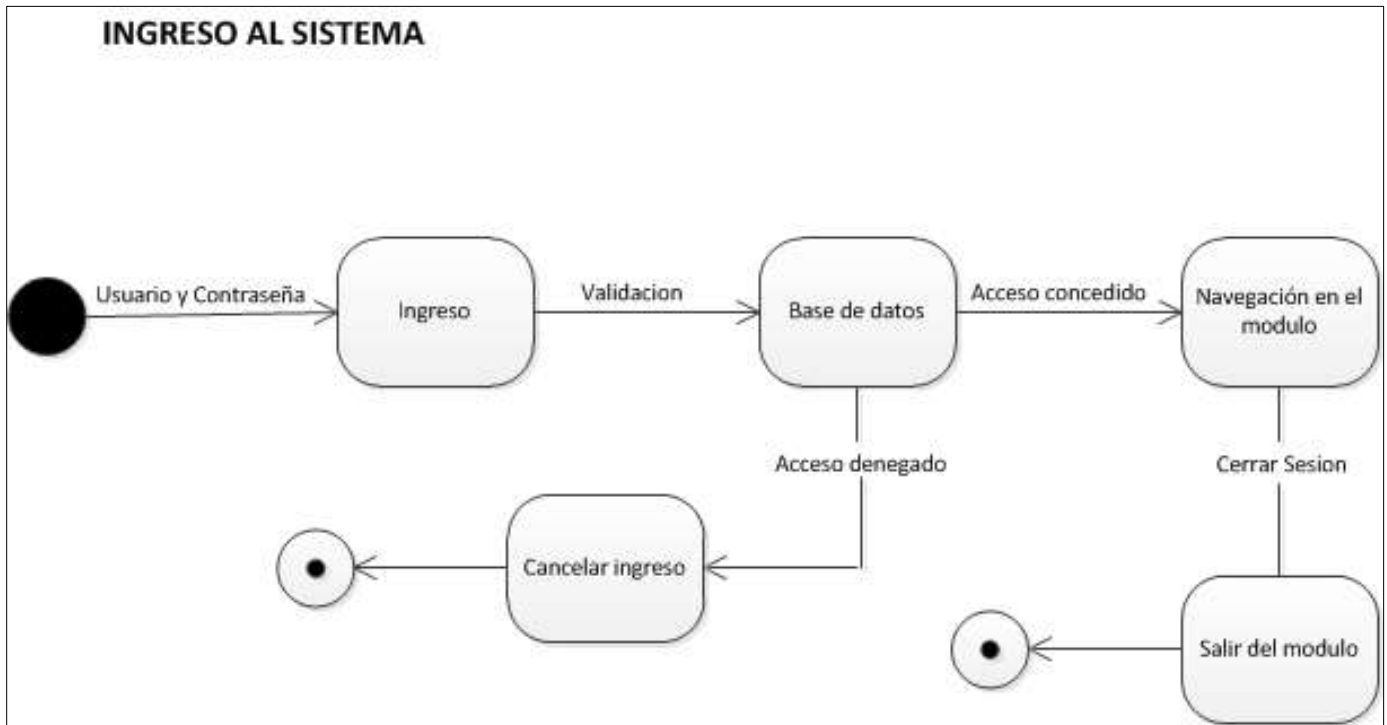 INGRESO AL SISTEMA
Usuario y Contraseña
Ingreso
Validacion
Base de datos
Acceso concedido
Navegación en el
modulo
Acceso denegado
Cerrar Sesion
Cancelar ingreso
Salir del modulo